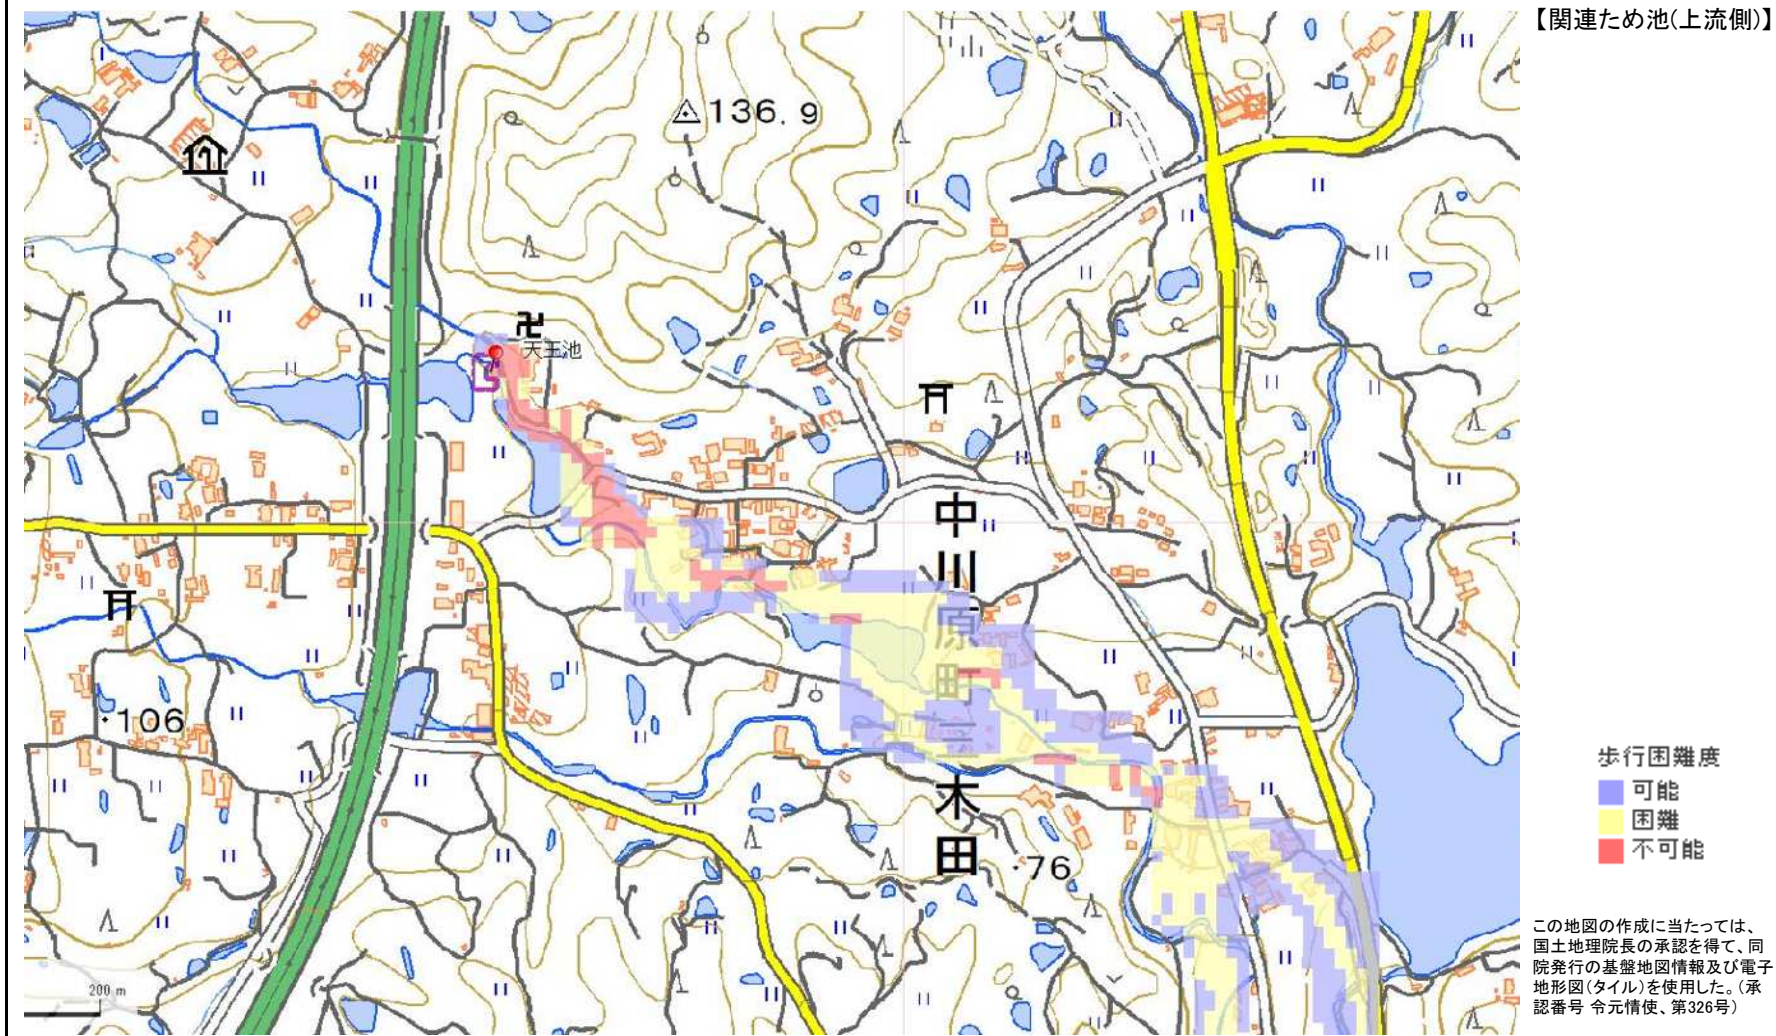 【関連ため池(上流側)】
136.9
天王池
中川原町三木田
106
76
200 m
歩行困難度
可能
困難
不可能
この地図の作成に当たっては、
国土地理院長の承認を得て、同
院発行の基盤地図情報及び電子
地形図(タイル)を使用した。(承
認番号 令元情使、第326号)